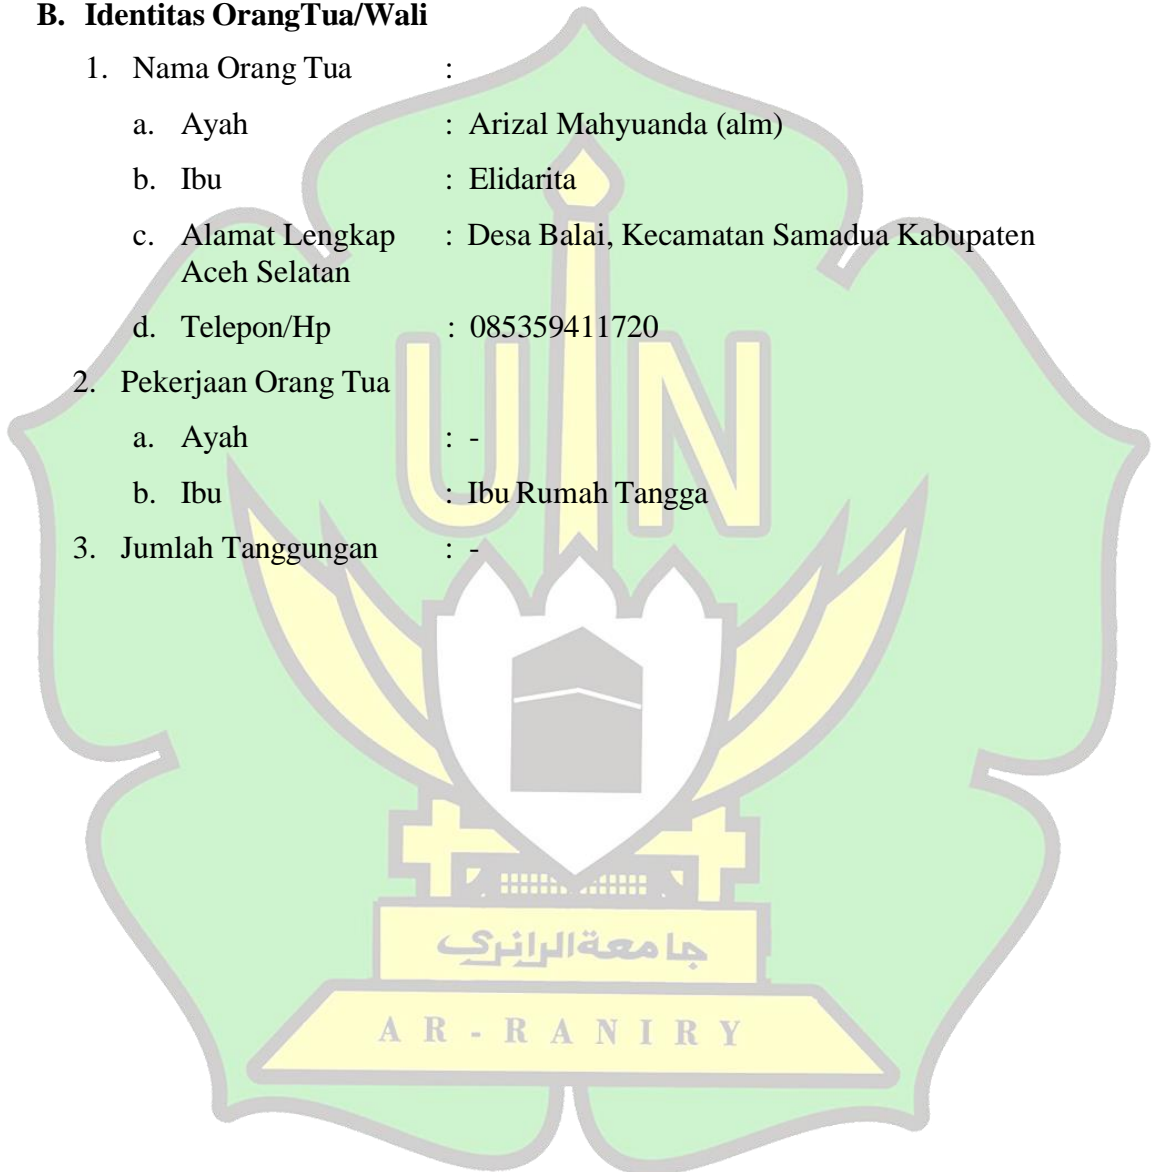 B. Identitas OrangTua/Wali
1. Nama Orang Tua :
a. Ayah : Arizal Mahyuanda (alm)
b. Ibu : Elidarita
c. Alamat Lengkap : Desa Balai, Kecamatan Samadua Kabupaten
Aceh Selatan
d. Telepon/Hp : 085359411720
2. Pekerjaan Orang Tua
a. Ayah : -
b. Ibu : Ibu Rumah Tangga
3. Jumlah Tanggungan : -
UIN
جامعةالرانرك
AR-RANIRY